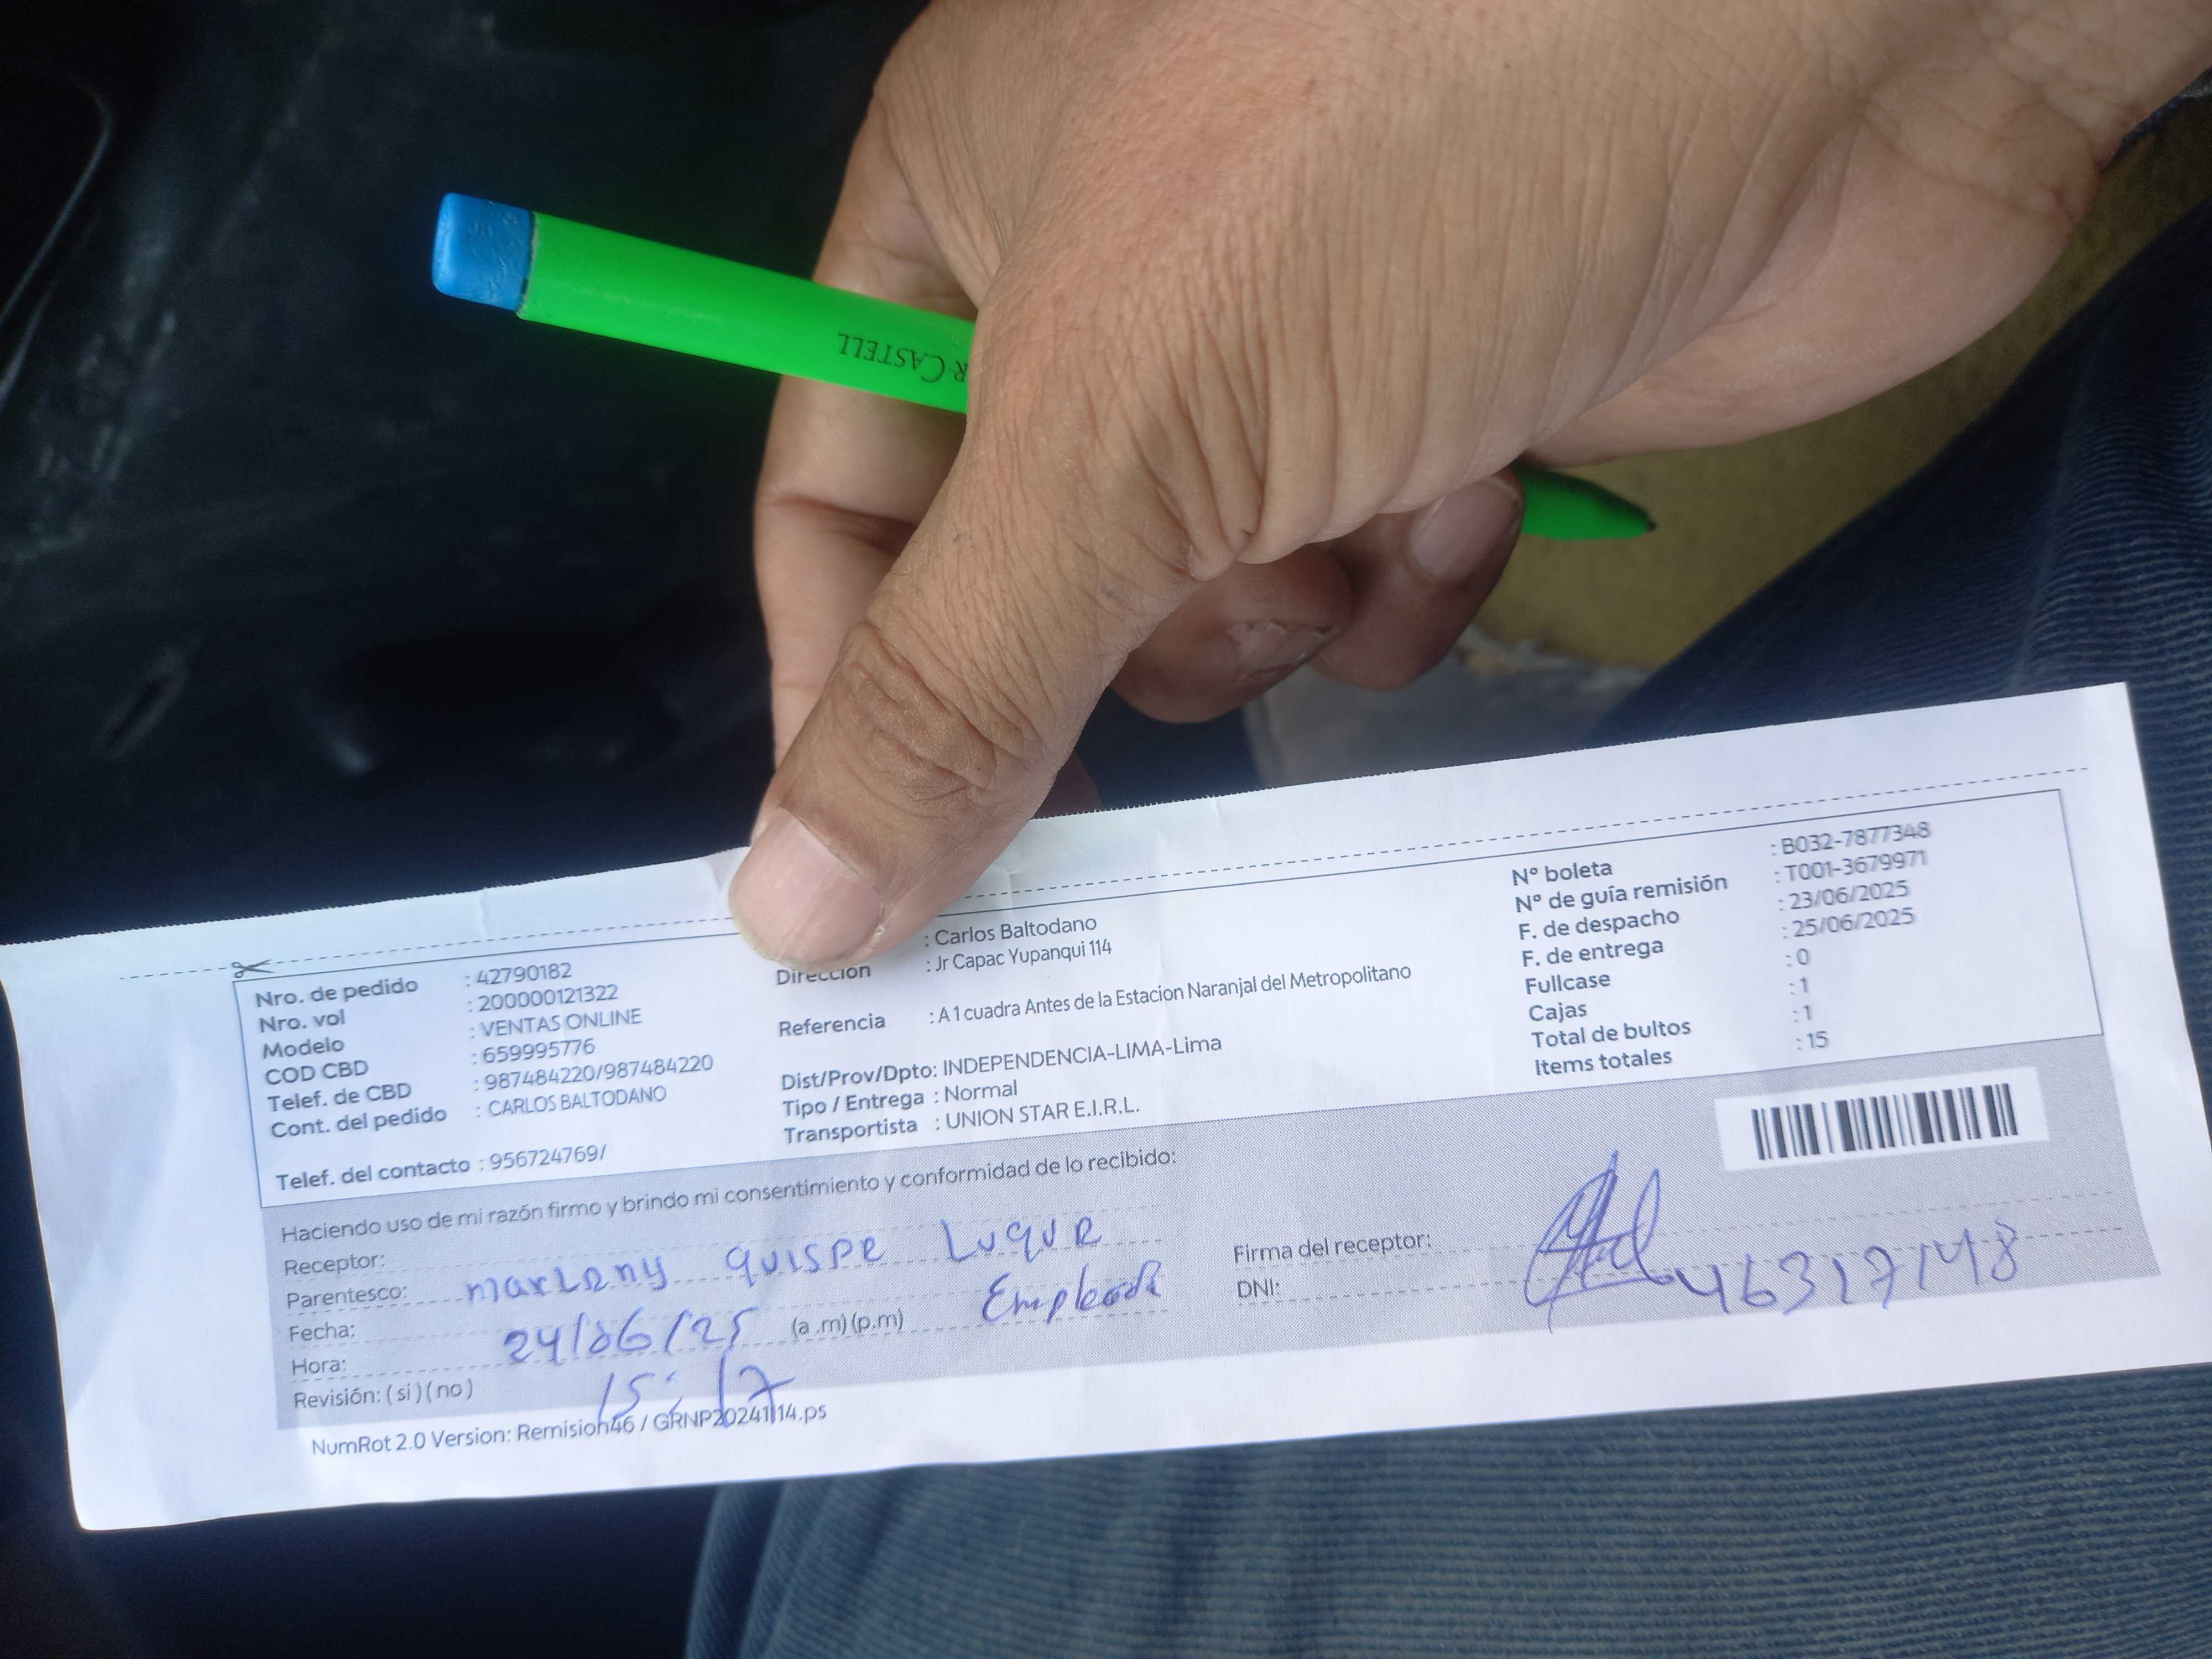 R-CASTELL
Nro. de pedido : 42790182
Nro. vol : 200000121322
Modelo : VENTAS ONLINE
COD CBD : 659995776
Telef. de CBD : 987484220/987484220
Cont. del pedido : CARLOS BALTODANO
Telef. del contacto : 956724769/
: Carlos Baltodano
Dirección : Jr Capac Yupanqui 114
Referencia : A 1 cuadra Antes de la Estacion Naranjal del Metropolitano
Dist/Prov/Dpto: INDEPENDENCIA-LIMA-Lima
Tipo / Entrega : Normal
Transportista : UNION STAR E.I.R.L.
N° boleta : B032-7877348
N° de guía remisión : T001-3679971
F. de despacho : 23/06/2025
F. de entrega : 25/06/2025
Fullcase : 0
Cajas : 1
Total de bultos : 1
Items totales : 15
Haciendo uso de mi razón firmo y brindo mi consentimiento y conformidad de lo recibido:
Receptor: Marleny Quispe Luque
Parentesco: Empleada
Fecha: 24/06/25 (a .m) (p.m)
Hora: 15:17
Revisión: ( si ) ( no )
Firma del receptor:
DNI: 46317148
NumRot 2.0 Version: Remision46 / GRNP20241114.ps